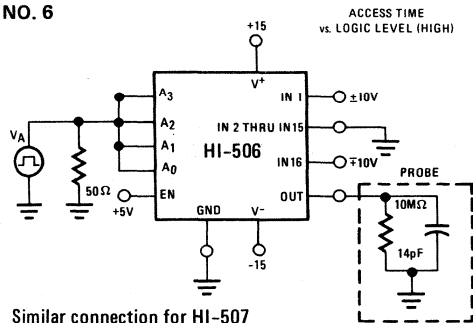 NO. 6
ACCESS TIME
vs. LOGIC LEVEL (HIGH)
+15
V+
A3
IN 1
±10V
VA
A2
IN 2 THRU IN15
A1
HI-506
A0
IN16
∓10V
50Ω
EN
OUT
PROBE
+5V
GND
V-
10MΩ
14pF
-15
Similar connection for HI-507